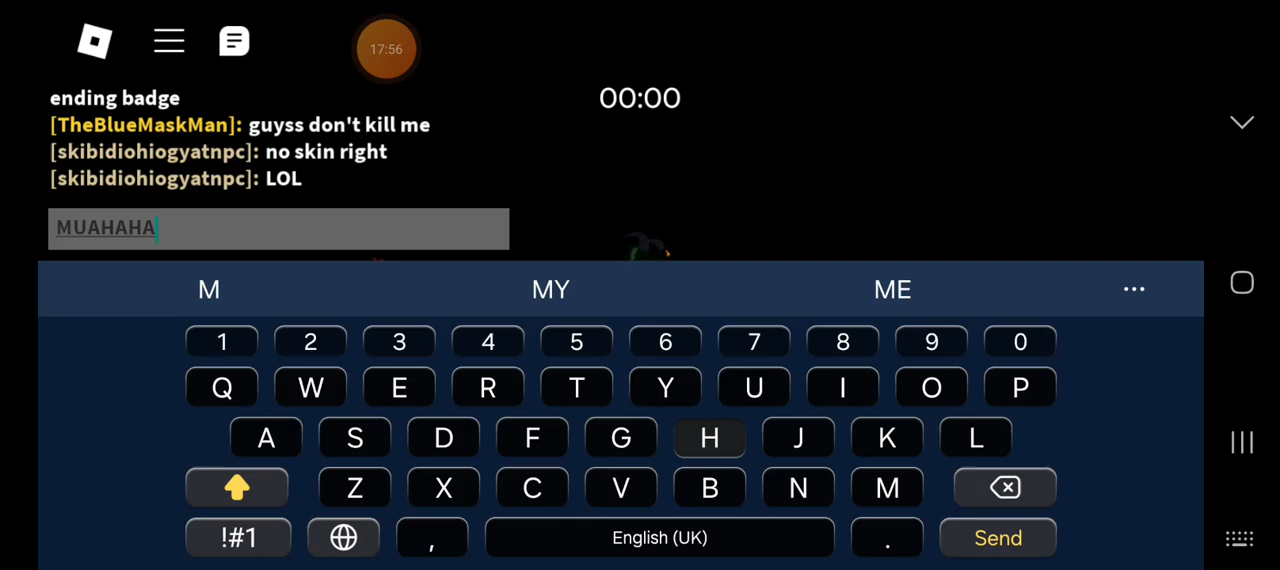 17:56
ending badge
00:00
[TheBlueMaskMan]: guyss don't kill me
[skibidiohiogyatnpc]: no skin right
[skibidiohiogyatnpc]: LOL
MUAHAHA
M MY ME ...
1 2 3 4 5 6 7 8 9 0
Q W E R T Y U I O P
A S D F G H J K L
Z X C V B N M
!#1 , English (UK) . Send